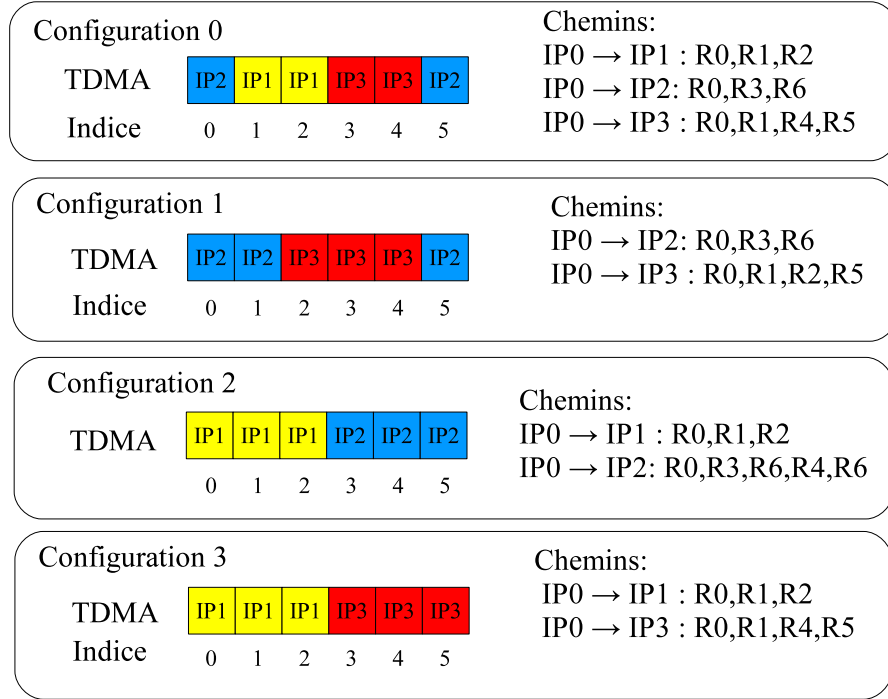 Configuration 0
TDMA IP2 IP1 IP1 IP3 IP3 IP2
Indice 0 1 2 3 4 5
Chemins:
IP0 → IP1 : R0,R1,R2
IP0 → IP2: R0,R3,R6
IP0 → IP3 : R0,R1,R4,R5
Configuration 1
TDMA IP2 IP2 IP3 IP3 IP3 IP2
Indice 0 1 2 3 4 5
Chemins:
IP0 → IP2: R0,R3,R6
IP0 → IP3 : R0,R1,R2,R5
Configuration 2
TDMA IP1 IP1 IP1 IP2 IP2 IP2
0 1 2 3 4 5
Chemins:
IP0 → IP1 : R0,R1,R2
IP0 → IP2: R0,R3,R6,R4,R6
Configuration 3
TDMA IP1 IP1 IP1 IP3 IP3 IP3
Indice 0 1 2 3 4 5
Chemins:
IP0 → IP1 : R0,R1,R2
IP0 → IP3 : R0,R1,R4,R5